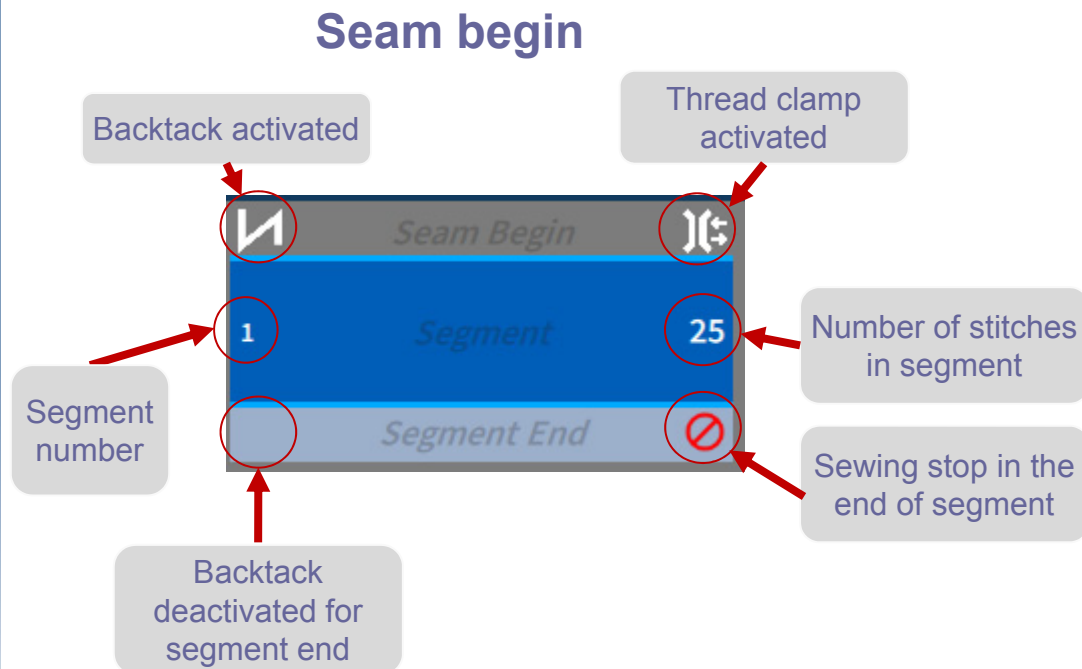 Seam begin
Backtack activated
Thread clamp
activated
Seam Begin
1
Segment
25
Number of stitches
in segment
Segment
number
Segment End
Sewing stop in the
end of segment
Backtack
deactivated for
segment end